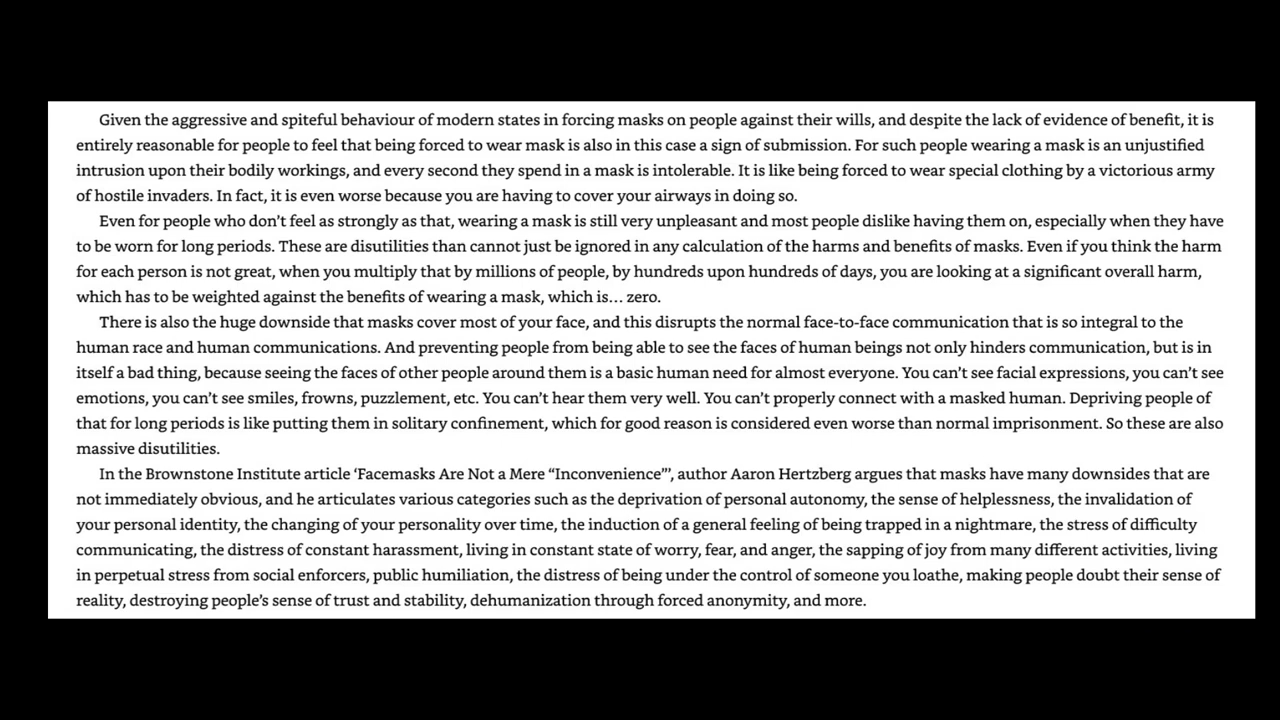 Given the aggressive and spiteful behaviour of modern states in forcing masks on people against their wills, and despite the lack of evidence of benefit, it is
entirely reasonable for people to feel that being forced to wear mask is also in this case a sign of submission. For such people wearing a mask is an unjustified
intrusion upon their bodily workings, and every second they spend in a mask is intolerable. It is like being forced to wear special clothing by a victorious army
of hostile invaders. In fact, it is even worse because you are having to cover your airways in doing so.
Even for people who don’t feel as strongly as that, wearing a mask is still very unpleasant and most people dislike having them on, especially when they have
to be worn for long periods. These are disutilities than cannot just be ignored in any calculation of the harms and benefits of masks. Even if you think the harm
for each person is not great, when you multiply that by millions of people, by hundreds upon hundreds of days, you are looking at a significant overall harm,
which has to be weighted against the benefits of wearing a mask, which is… zero.
There is also the huge downside that masks cover most of your face, and this disrupts the normal face-to-face communication that is so integral to the
human race and human communications. And preventing people from being able to see the faces of human beings not only hinders communication, but is in
itself a bad thing, because seeing the faces of other people around them is a basic human need for almost everyone. You can’t see facial expressions, you can’t see
emotions, you can’t see smiles, frowns, puzzlement, etc. You can’t hear them very well. You can’t properly connect with a masked human. Depriving people of
that for long periods is like putting them in solitary confinement, which for good reason is considered even worse than normal imprisonment. So these are also
massive disutilities.
In the Brownstone Institute article ‘Facemasks Are Not a Mere “Inconvenience”’, author Aaron Hertzberg argues that masks have many downsides that are
not immediately obvious, and he articulates various categories such as the deprivation of personal autonomy, the sense of helplessness, the invalidation of
your personal identity, the changing of your personality over time, the induction of a general feeling of being trapped in a nightmare, the stress of difficulty
communicating, the distress of constant harassment, living in constant state of worry, fear, and anger, the sapping of joy from many different activities, living
in perpetual stress from social enforcers, public humiliation, the distress of being under the control of someone you loathe, making people doubt their sense of
reality, destroying people’s sense of trust and stability, dehumanization through forced anonymity, and more.